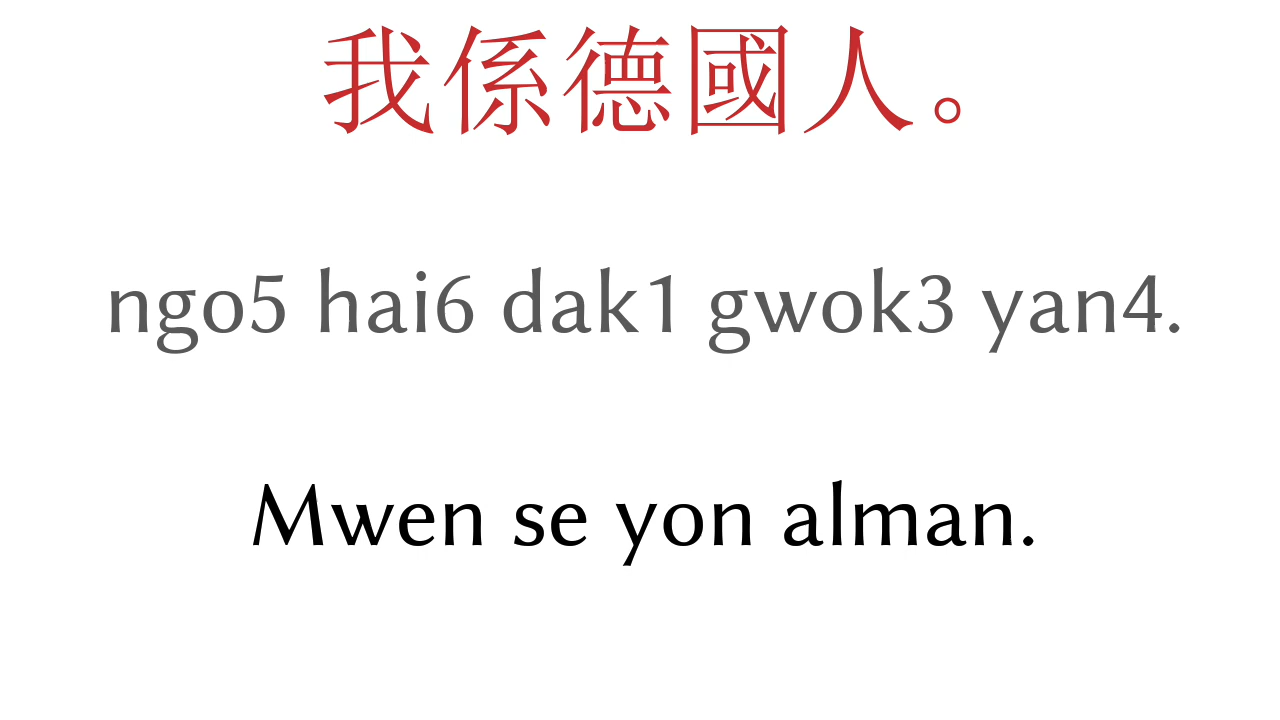 我係德國人。
ngo5 hai6 dak1 gwok3 yan4.
Mwen se yon alman.